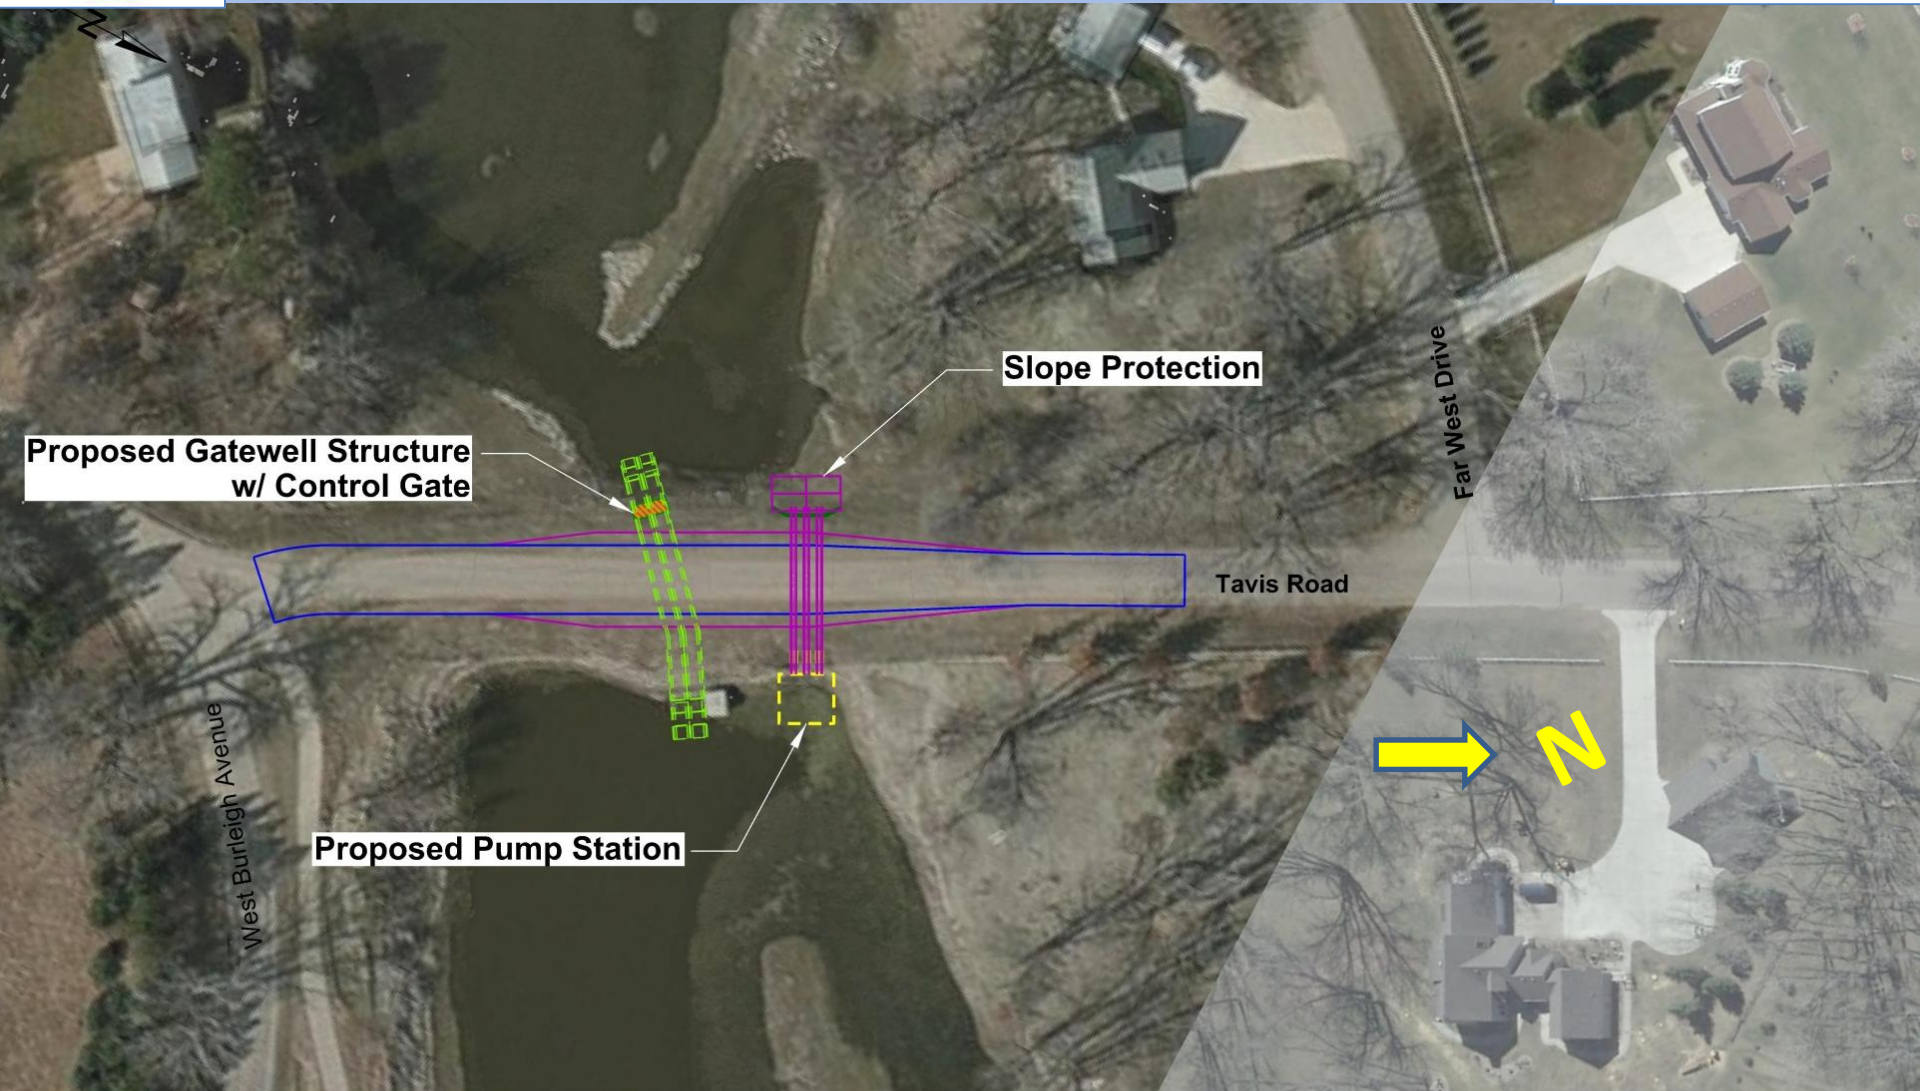 N
Slope Protection
Proposed Gatewell Structure
w/ Control Gate
Far West Drive
Tavis Road
West Burleigh Avenue
N
Proposed Pump Station